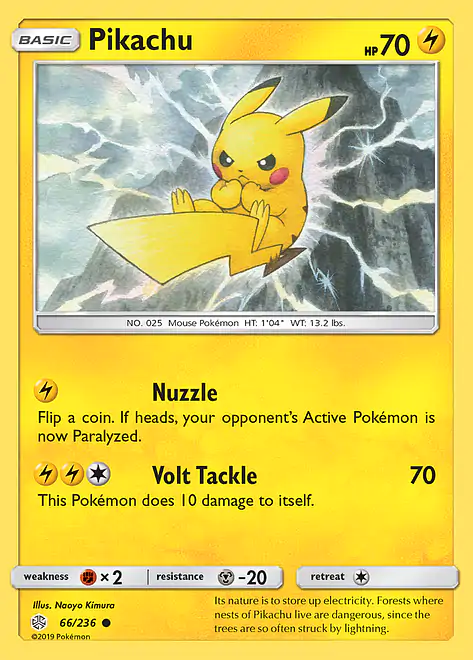 BASIC Pikachu HP 70
NO. 025 Mouse Pokémon HT: 1'04" WT: 13.2 lbs.
Nuzzle
Flip a coin. If heads, your opponent's Active Pokémon is
now Paralyzed.
Volt Tackle 70
This Pokémon does 10 damage to itself.
weakness × 2 resistance -20 retreat
Illus. Naoyo Kimura
66/236
©2019 Pokémon
Its nature is to store up electricity. Forests where
nests of Pikachu live are dangerous, since the
trees are so often struck by lightning.